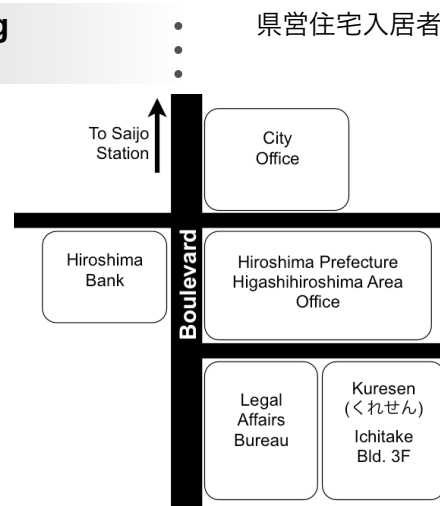 g
県営住宅入居者
To Saijo
Station
City
Office
Boulevard
Hiroshima
Bank
Hiroshima Prefecture
Higashihiroshima Area
Office
Legal
Affairs
Bureau
Kuresen
(くれせん)
Ichitake
Bld. 3F